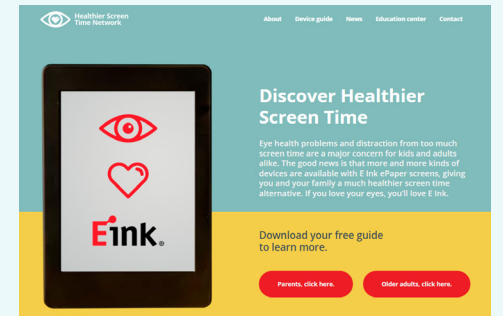 Healthier Screen
Time Network
About Device guide News Education center Contact
Discover Healthier
Screen Time
Eye health problems and distraction from too much
screen time are a major concern for kids and adults
alike. The good news is that more and more kinds of
devices are available with E Ink ePaper screens, giving
you and your family a much healthier screen time
alternative. If you love your eyes, you'll love E Ink.
Eink®
Download your free guide
to learn more.
Parents, click here. Older adults, click here.